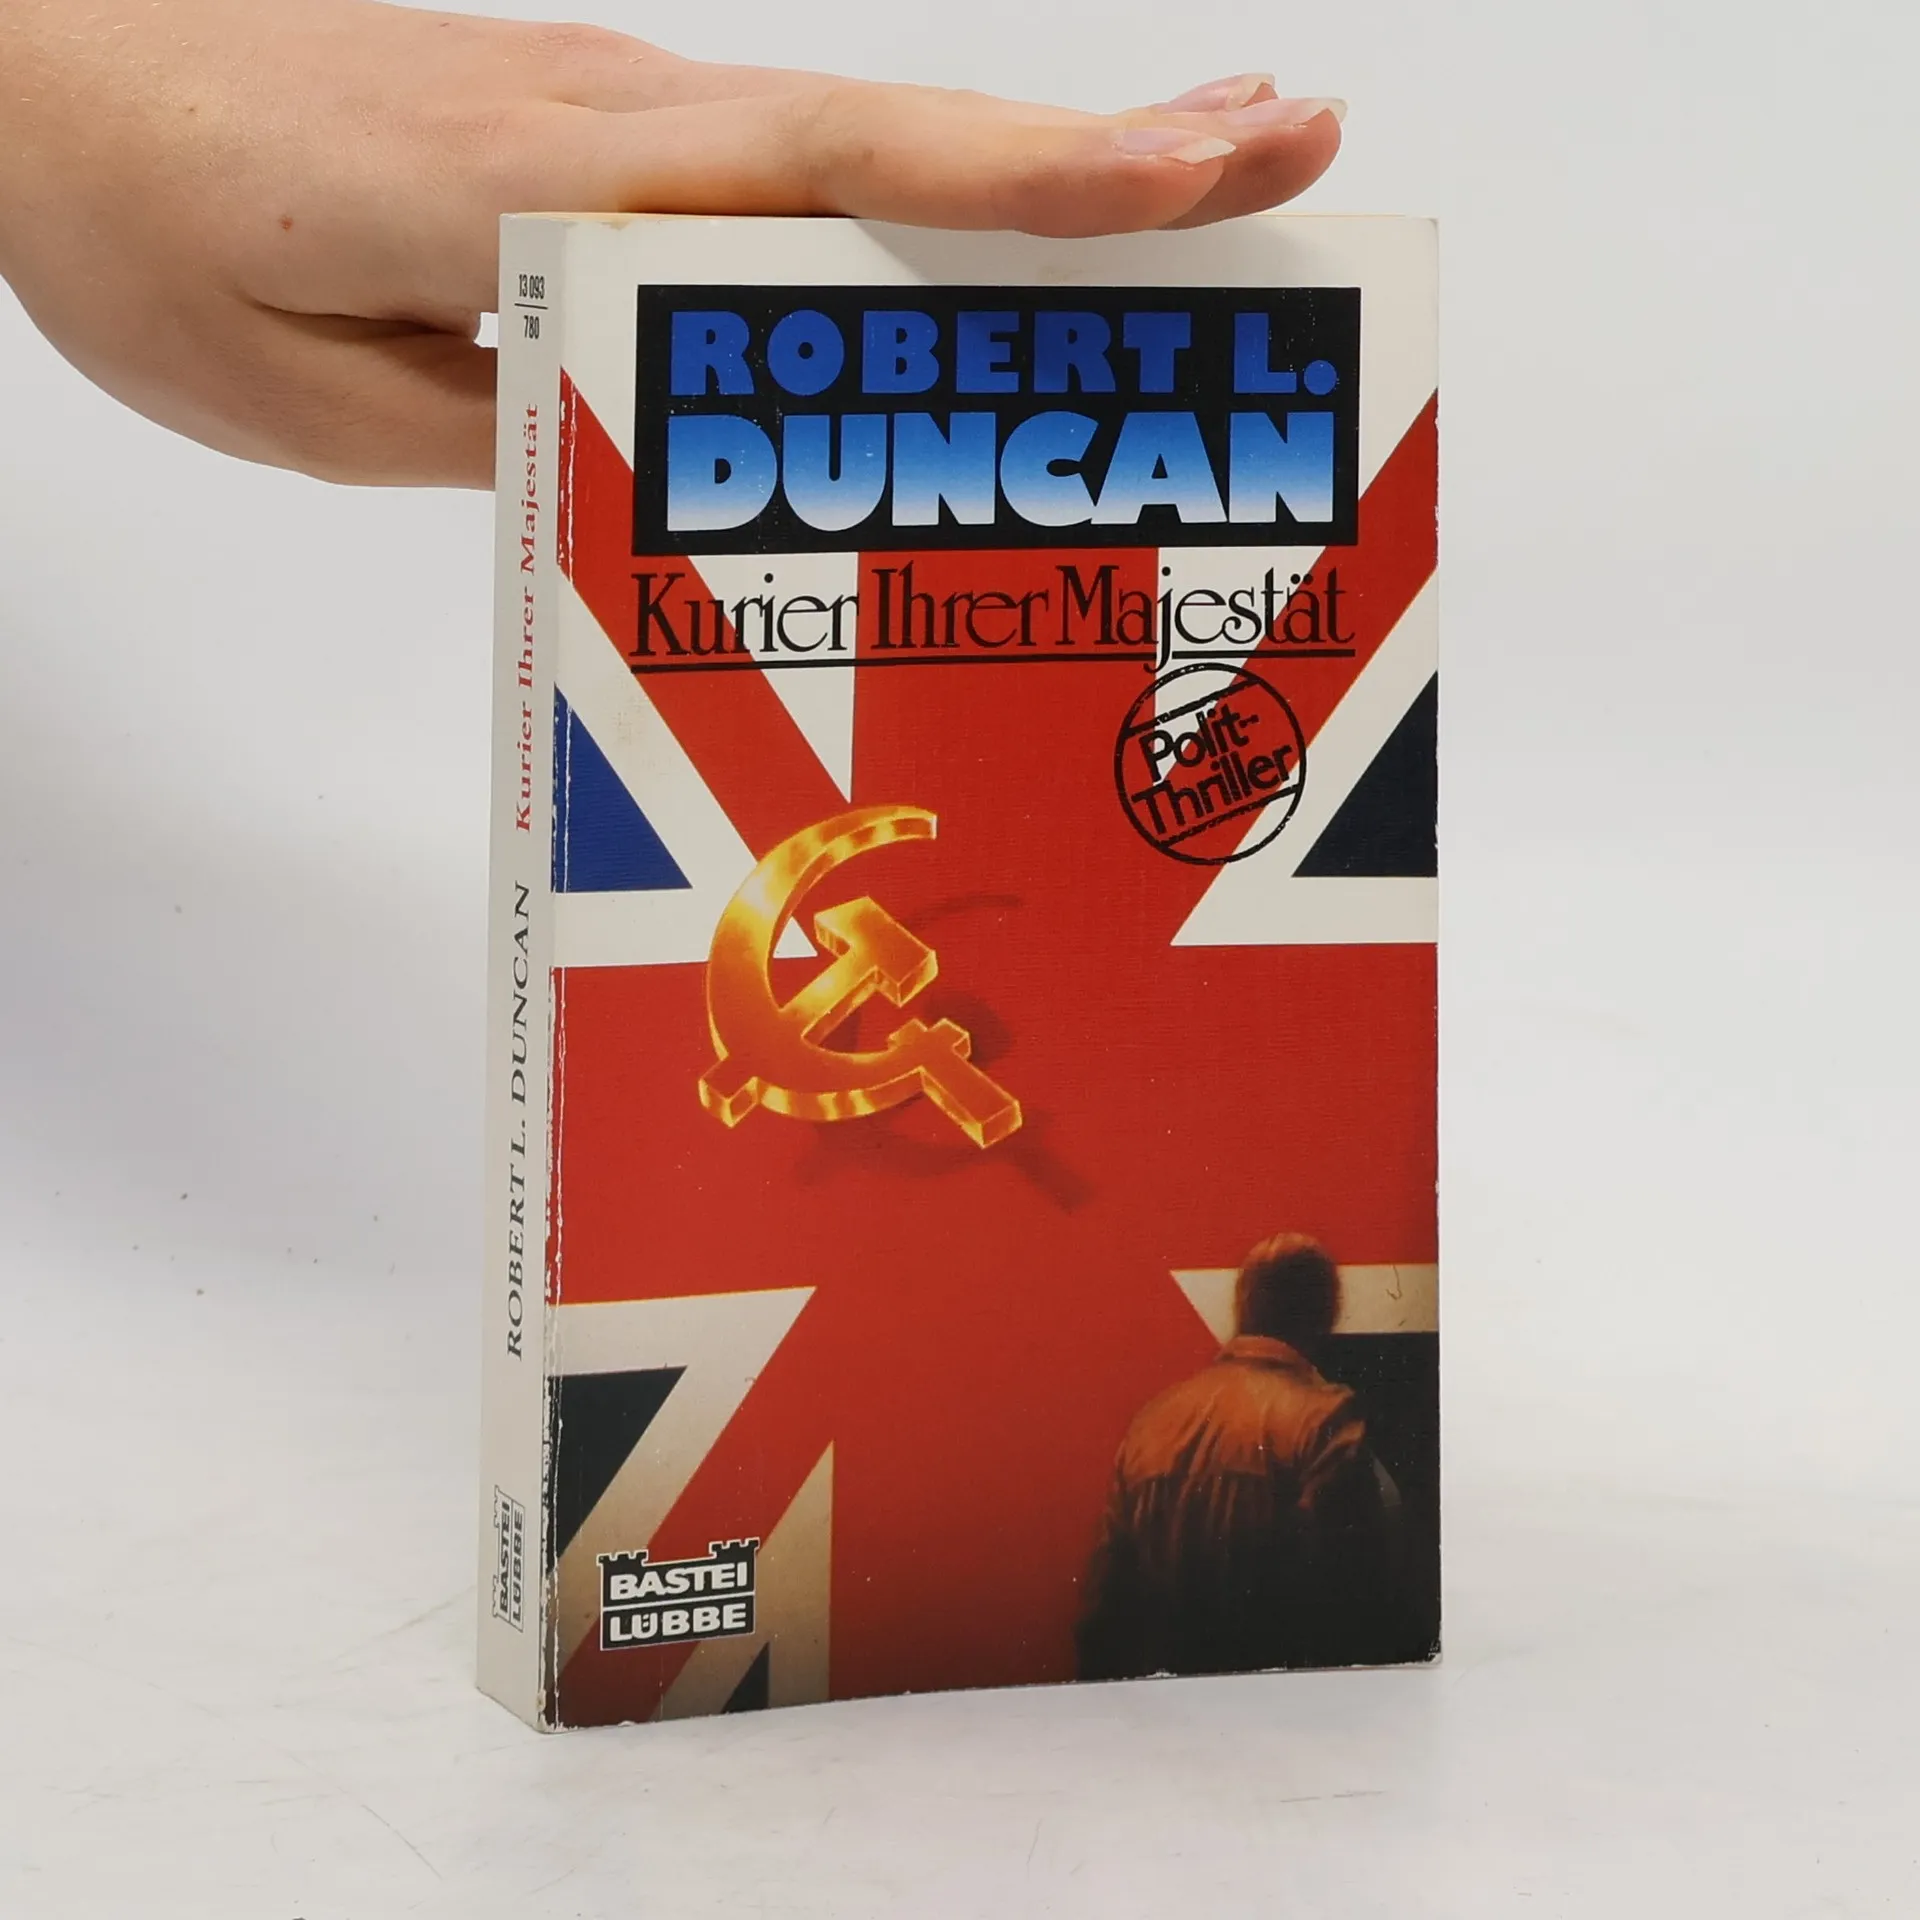 ROBERT L.
DUNCAN
Kurier Ihrer Majestät
Polit-
Thriller
BASTEI
LÜBBE
13 093
780
ROBERT L. DUNCAN Kurier Ihrer Majestät
BASTEI
LÜBBE